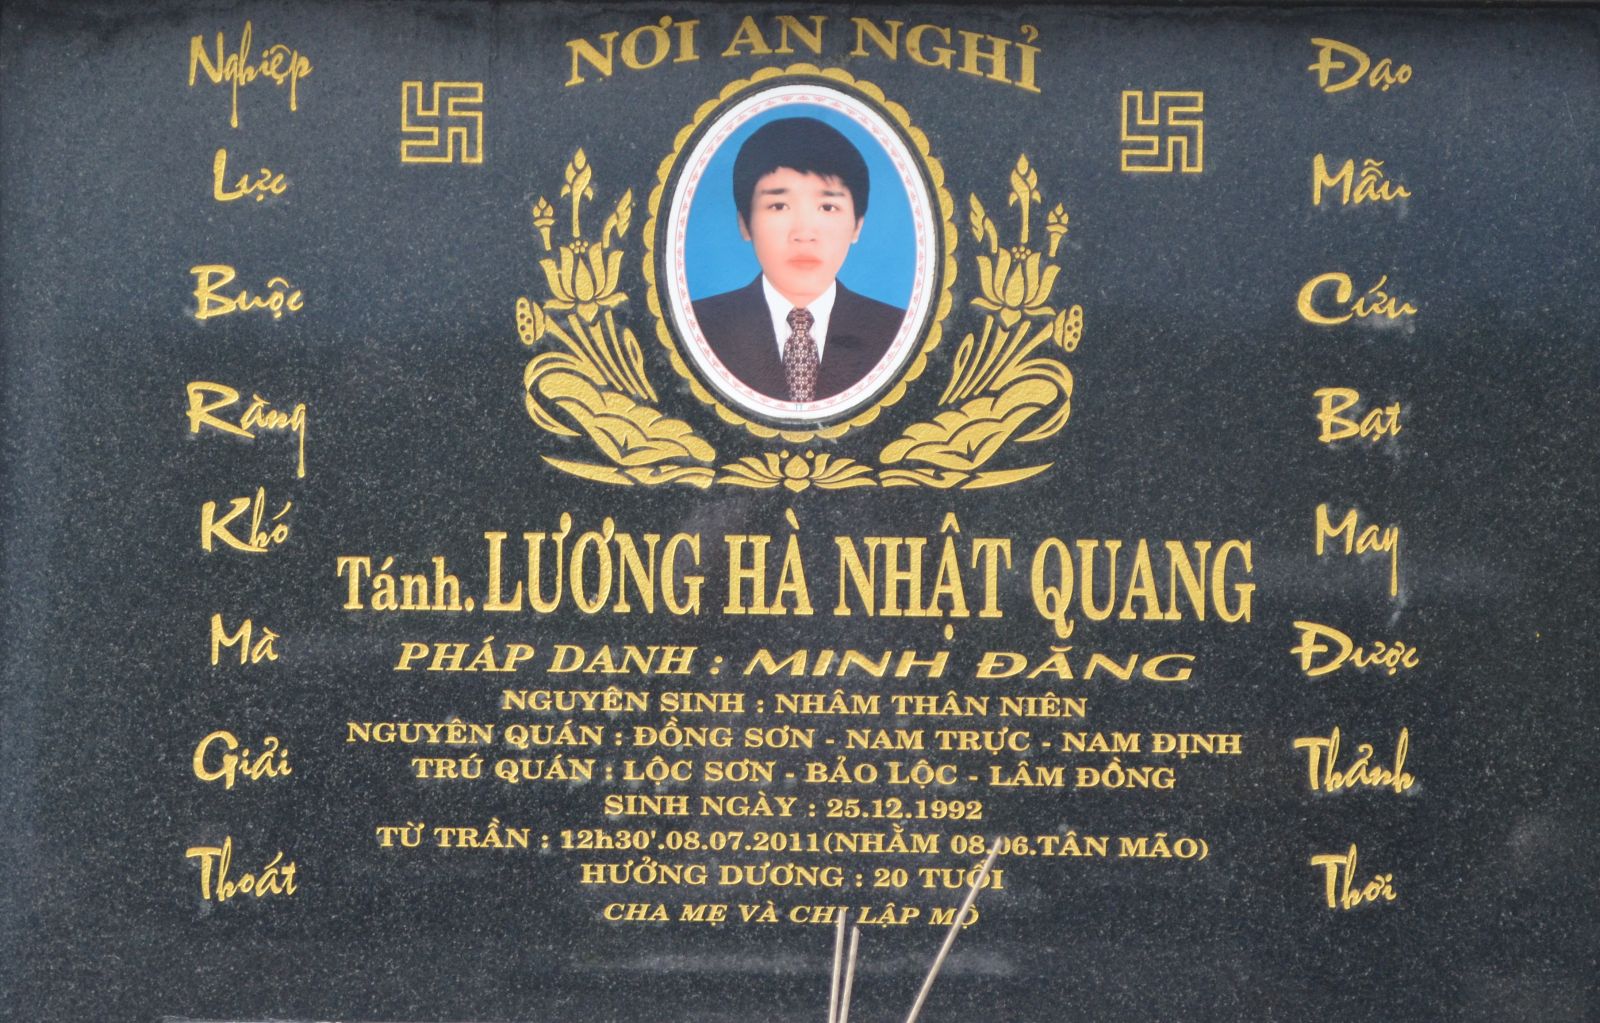 NƠI AN NGHỈ
Nghiệp
Lực
Buộc
Ràng
Khó
Mà
Giải
Thoát
Đạo
Mẫu
Cứu
Bạt
May
Được
Thảnh
Thơi
Tánh. LƯƠNG HÀ NHẬT QUANG
PHÁP DANH : MINH ĐĂNG
NGUYÊN SINH : NHÂM THÂN NIÊN
NGUYÊN QUÁN : ĐỒNG SƠN - NAM TRỰC - NAM ĐỊNH
TRÚ QUÁN : LỘC SƠN - BẢO LỘC - LÂM ĐỒNG
SINH NGÀY : 25.12.1992
TỪ TRẦN : 12h30'.08.07.2011(NHẰM 08.06.TÂN MÃO)
HƯỞNG DƯƠNG : 20 TUỔI
CHA MẸ VÀ CHỊ LẬP MỘ